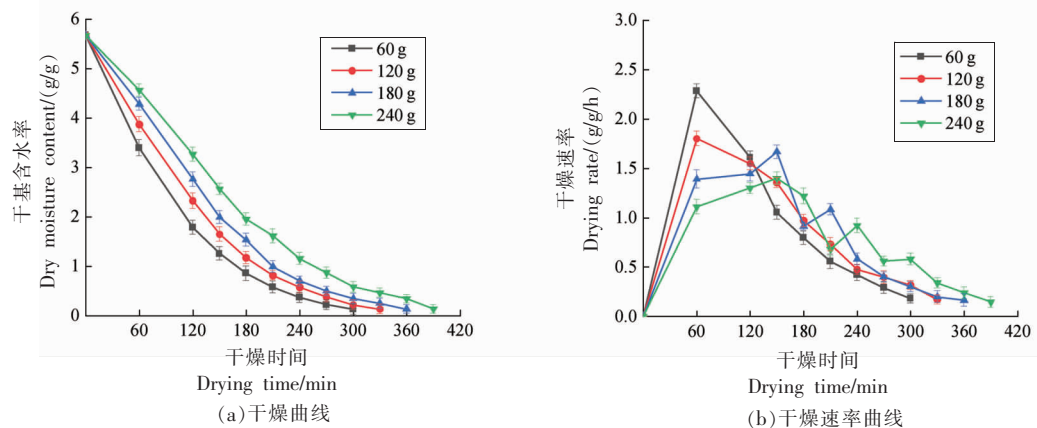 6
5
4
3
2
1
0
干基含水率
Dry moisture content/(g/g)
60 g
120 g
180 g
240 g
60 120 180 240 300 360 420
干燥时间
Drying time/min
(a)干燥曲线
3.0
2.5
2.0
1.5
1.0
0.5
0.0
干燥速率
Drying rate/(g/g/h)
60 g
120 g
180 g
240 g
60 120 180 240 300 360 420
干燥时间
Drying time/min
(b)干燥速率曲线